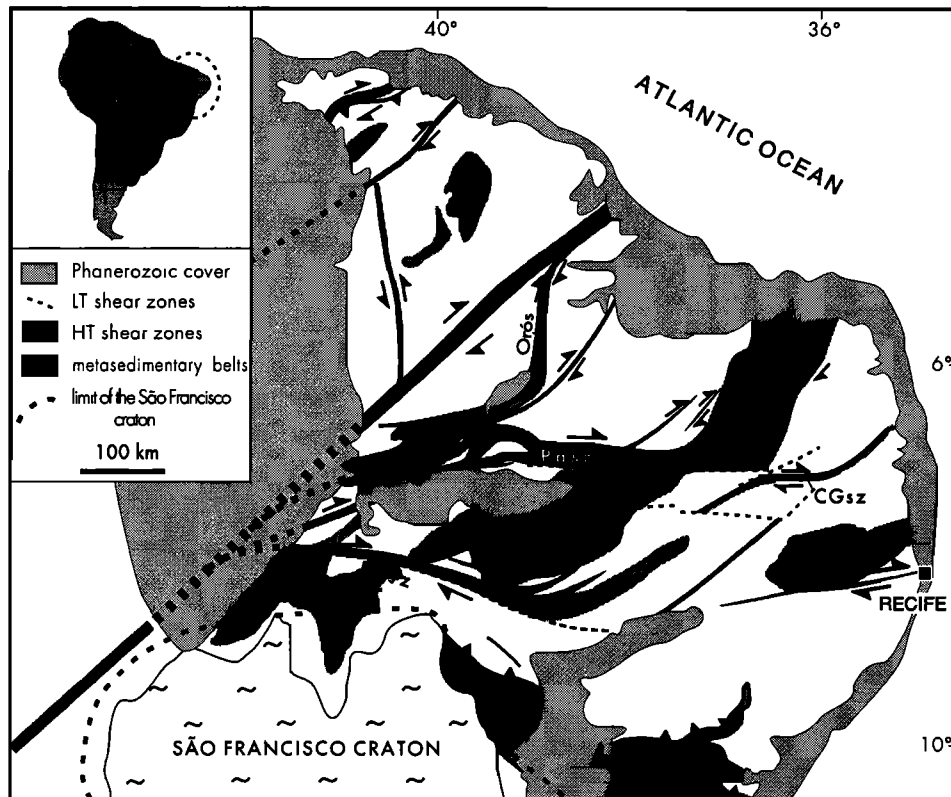 40°
36°
ATLANTIC OCEAN
Phanerozoic cover
LT shear zones
HT shear zones
metasedimentary belts
limit of the São Francisco
craton
100 km
Orós
6°
CGsz
RECIFE
SÃO FRANCISCO CRATON
10°